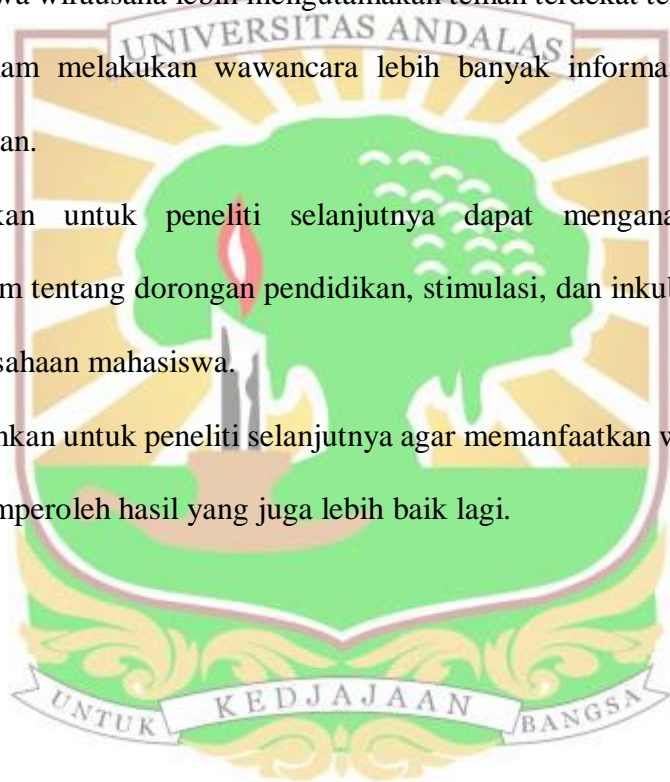 wa wirausaha lebih mengutamakan teman terdekat te
UNIVERSITAS ANDALAS
am melakukan wawancara lebih banyak informa
an.
kan untuk peneliti selanjutnya dapat mengana
m tentang dorongan pendidikan, stimulasi, dan inkub
sahaan mahasiswa.
nkan untuk peneliti selanjutnya agar memanfaatkan w
mperoleh hasil yang juga lebih baik lagi.
UNTUK KEDJAJAAN BANGSA